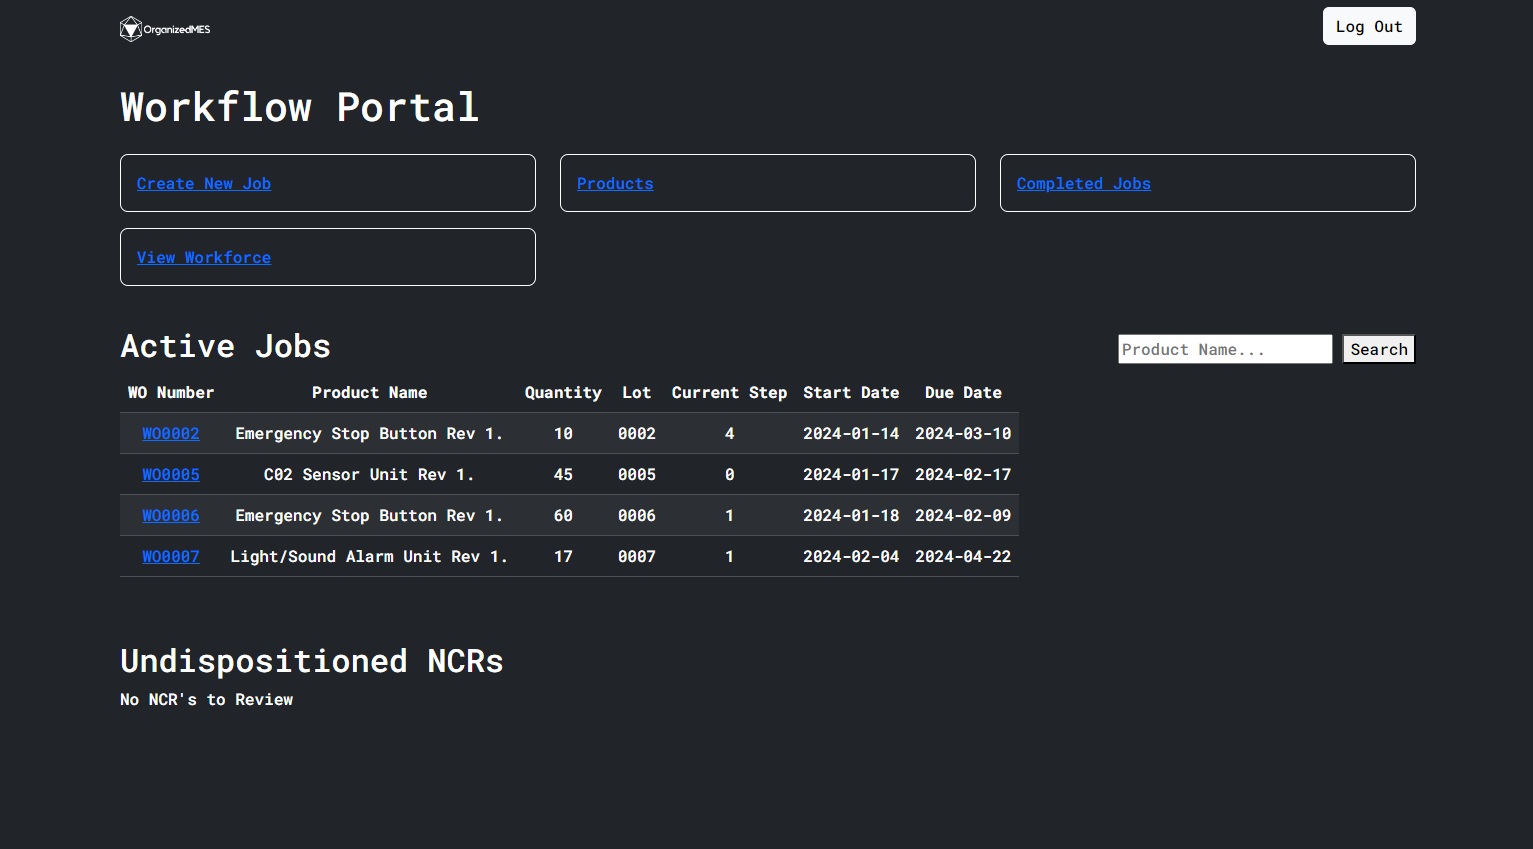 OrganizedMES
Log Out
Workflow Portal
Create New Job
Products
Completed Jobs
View Workforce
Active Jobs
Product Name...
Search
WO Number Product Name Quantity Lot Current Step Start Date Due Date
WO0002 Emergency Stop Button Rev 1. 10 0002 4 2024-01-14 2024-03-10
WO0005 C02 Sensor Unit Rev 1. 45 0005 0 2024-01-17 2024-02-17
WO0006 Emergency Stop Button Rev 1. 60 0006 1 2024-01-18 2024-02-09
WO0007 Light/Sound Alarm Unit Rev 1. 17 0007 1 2024-02-04 2024-04-22
Undispositioned NCRs
No NCR's to Review